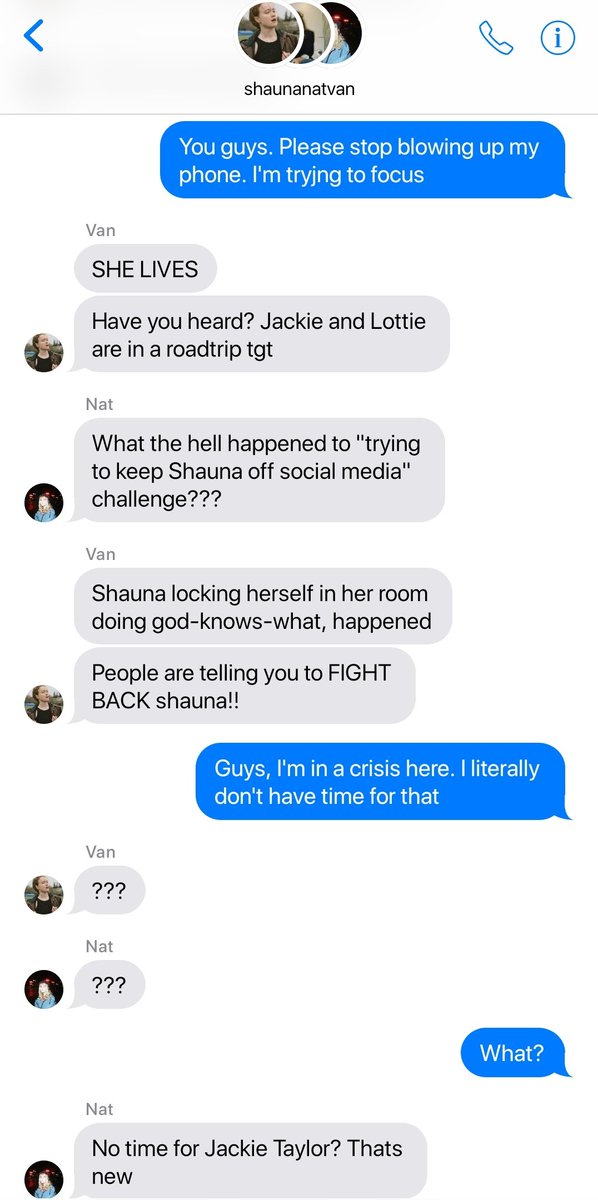 shaunanatvan
You guys. Please stop blowing up my
phone. I'm tryjng to focus
Van
SHE LIVES
Have you heard? Jackie and Lottie
are in a roadtrip tgt
Nat
What the hell happened to "trying
to keep Shauna off social media"
challenge???
Van
Shauna locking herself in her room
doing god-knows-what, happened
People are telling you to FIGHT
BACK shauna!!
Guys, I'm in a crisis here. I literally
don't have time for that
Van
???
Nat
???
What?
Nat
No time for Jackie Taylor? Thats
new